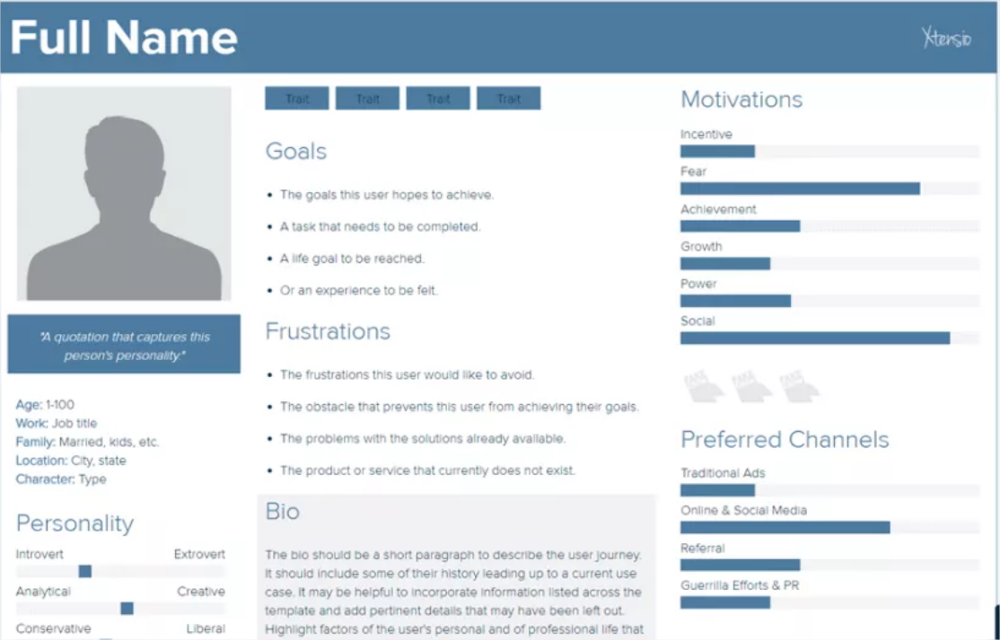 Full Name
Xtensio
"A quotation that captures this
person's personality."
Age: 1-100
Work: Job title
Family: Married, kids, etc.
Location: City, state
Character: Type
Personality
Introvert Extrovert
Analytical Creative
Conservative Liberal
Trait Trait Trait Trait
Goals
• The goals this user hopes to achieve.
• A task that needs to be completed.
• A life goal to be reached.
• Or an experience to be felt.
Frustrations
• The frustrations this user would like to avoid.
• The obstacle that prevents this user from achieving their goals.
• The problems with the solutions already available.
• The product or service that currently does not exist.
Bio
The bio should be a short paragraph to describe the user journey.
It should include some of their history leading up to a current use
case. It may be helpful to incorporate information listed across the
template and add pertinent details that may have been left out.
Highlight factors of the user's personal and of professional life that
Motivations
Incentive
Fear
Achievement
Growth
Power
Social
FAKE FAKE FAKE
Preferred Channels
Traditional Ads
Online & Social Media
Referral
Guerrilla Efforts & PR